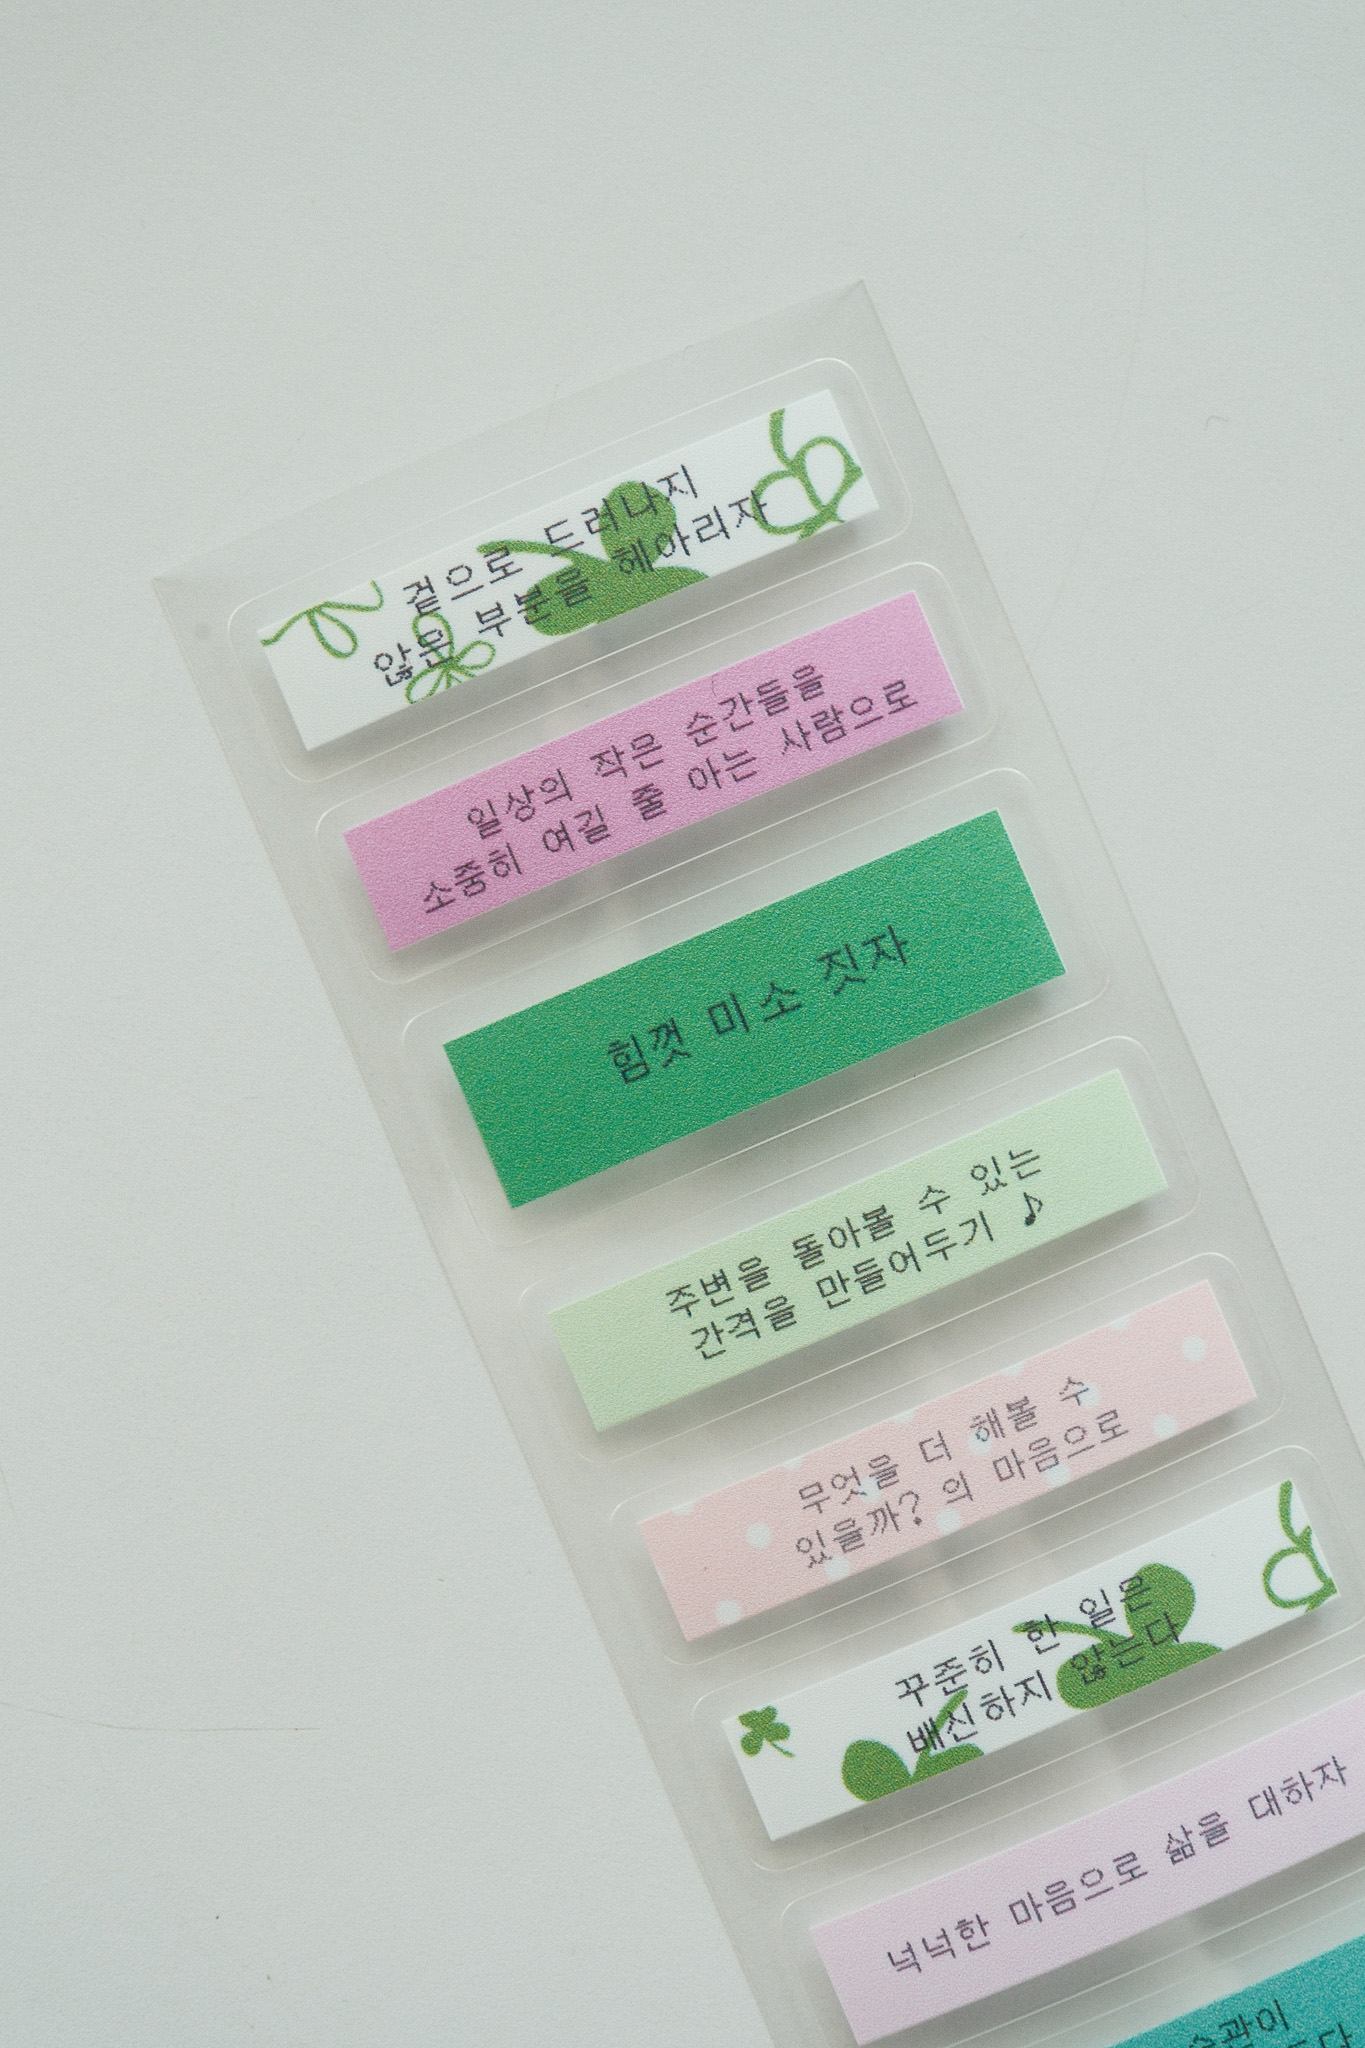 겉으로 드러나지
않은 부분을 헤아리자
일상의 작은 순간들을
소중히 여길 줄 아는 사람으로
힘껏 미소 짓자
주변을 돌아볼 수 있는
간격을 만들어두기 ♪
무엇을 더 해볼 수
있을까? 의 마음으로
꾸준히 한 일은
배신하지 않는다
넉넉한 마음으로 삶을 대하자